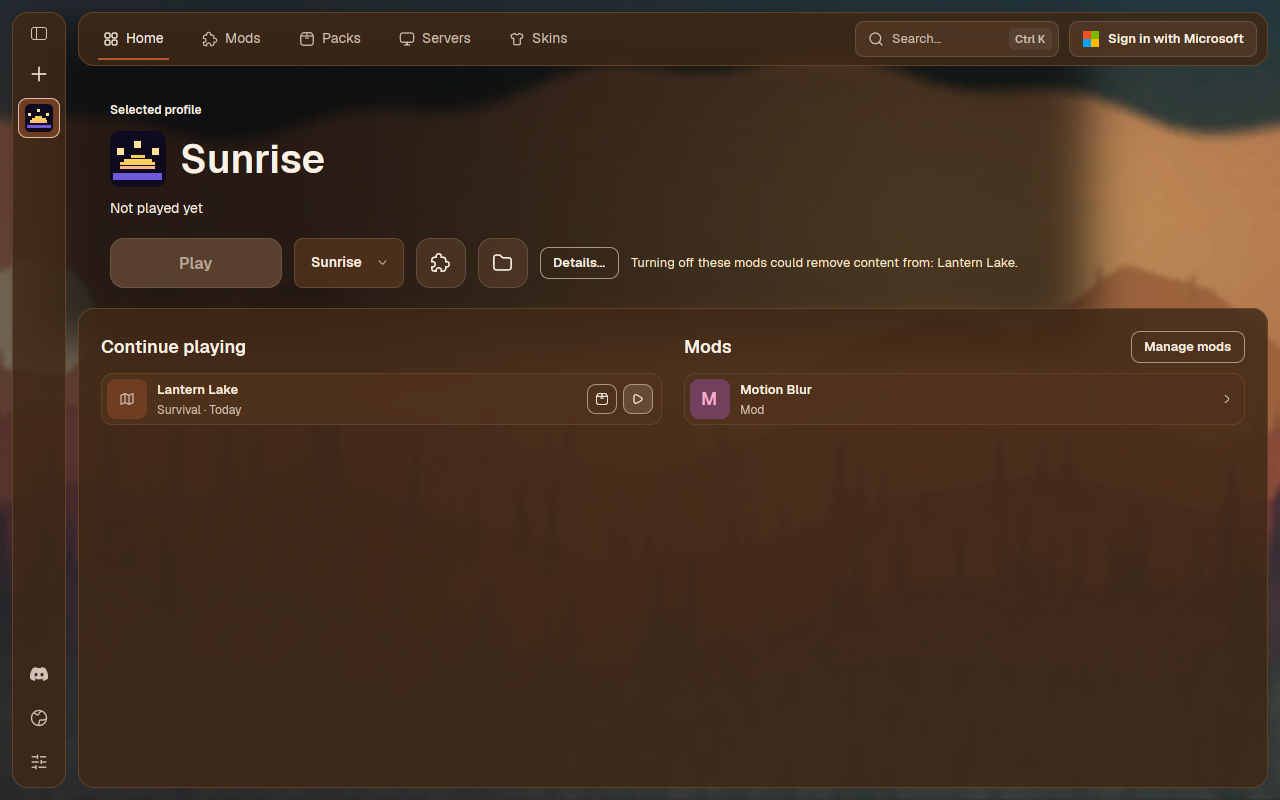 Home
Mods
Packs
Servers
Skins
Search...
Ctrl K
Sign in with Microsoft
Selected profile
Sunrise
Not played yet
Play
Sunrise
Details...
Turning off these mods could remove content from: Lantern Lake.
Continue playing
Lantern Lake
Survival · Today
Mods
Manage mods
M
Motion Blur
Mod